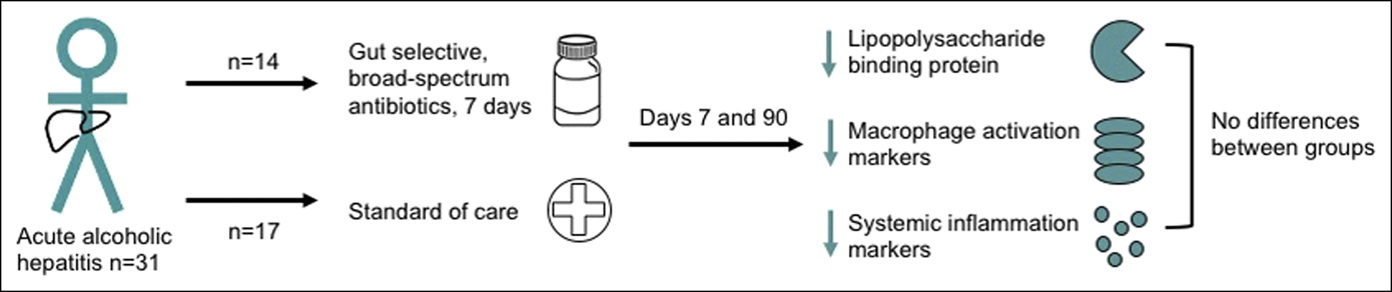 Acute alcoholic
hepatitis n=31
n=14
n=17
Gut selective,
broad-spectrum
antibiotics, 7 days
Standard of care
Days 7 and 90
Lipopolysaccharide
binding protein
Macrophage activation
markers
Systemic inflammation
markers
No differences
between groups